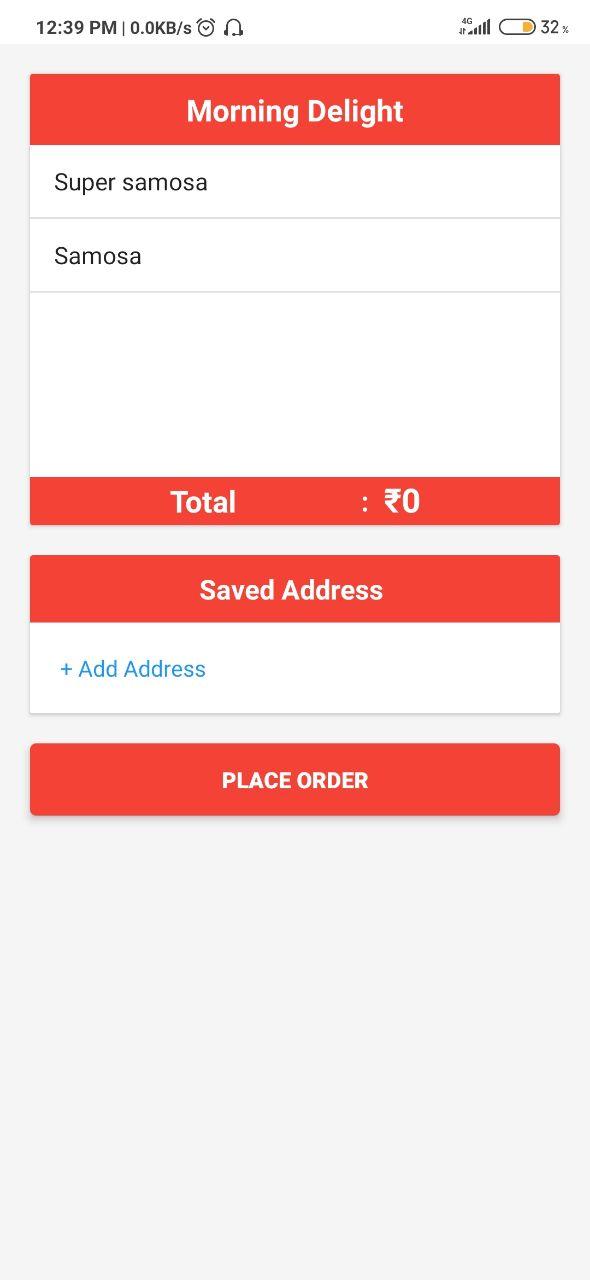 12:39 PM | 0.0KB/s 4G 32 %
Morning Delight
Super samosa
Samosa
Total : ₹0
Saved Address
+ Add Address
PLACE ORDER